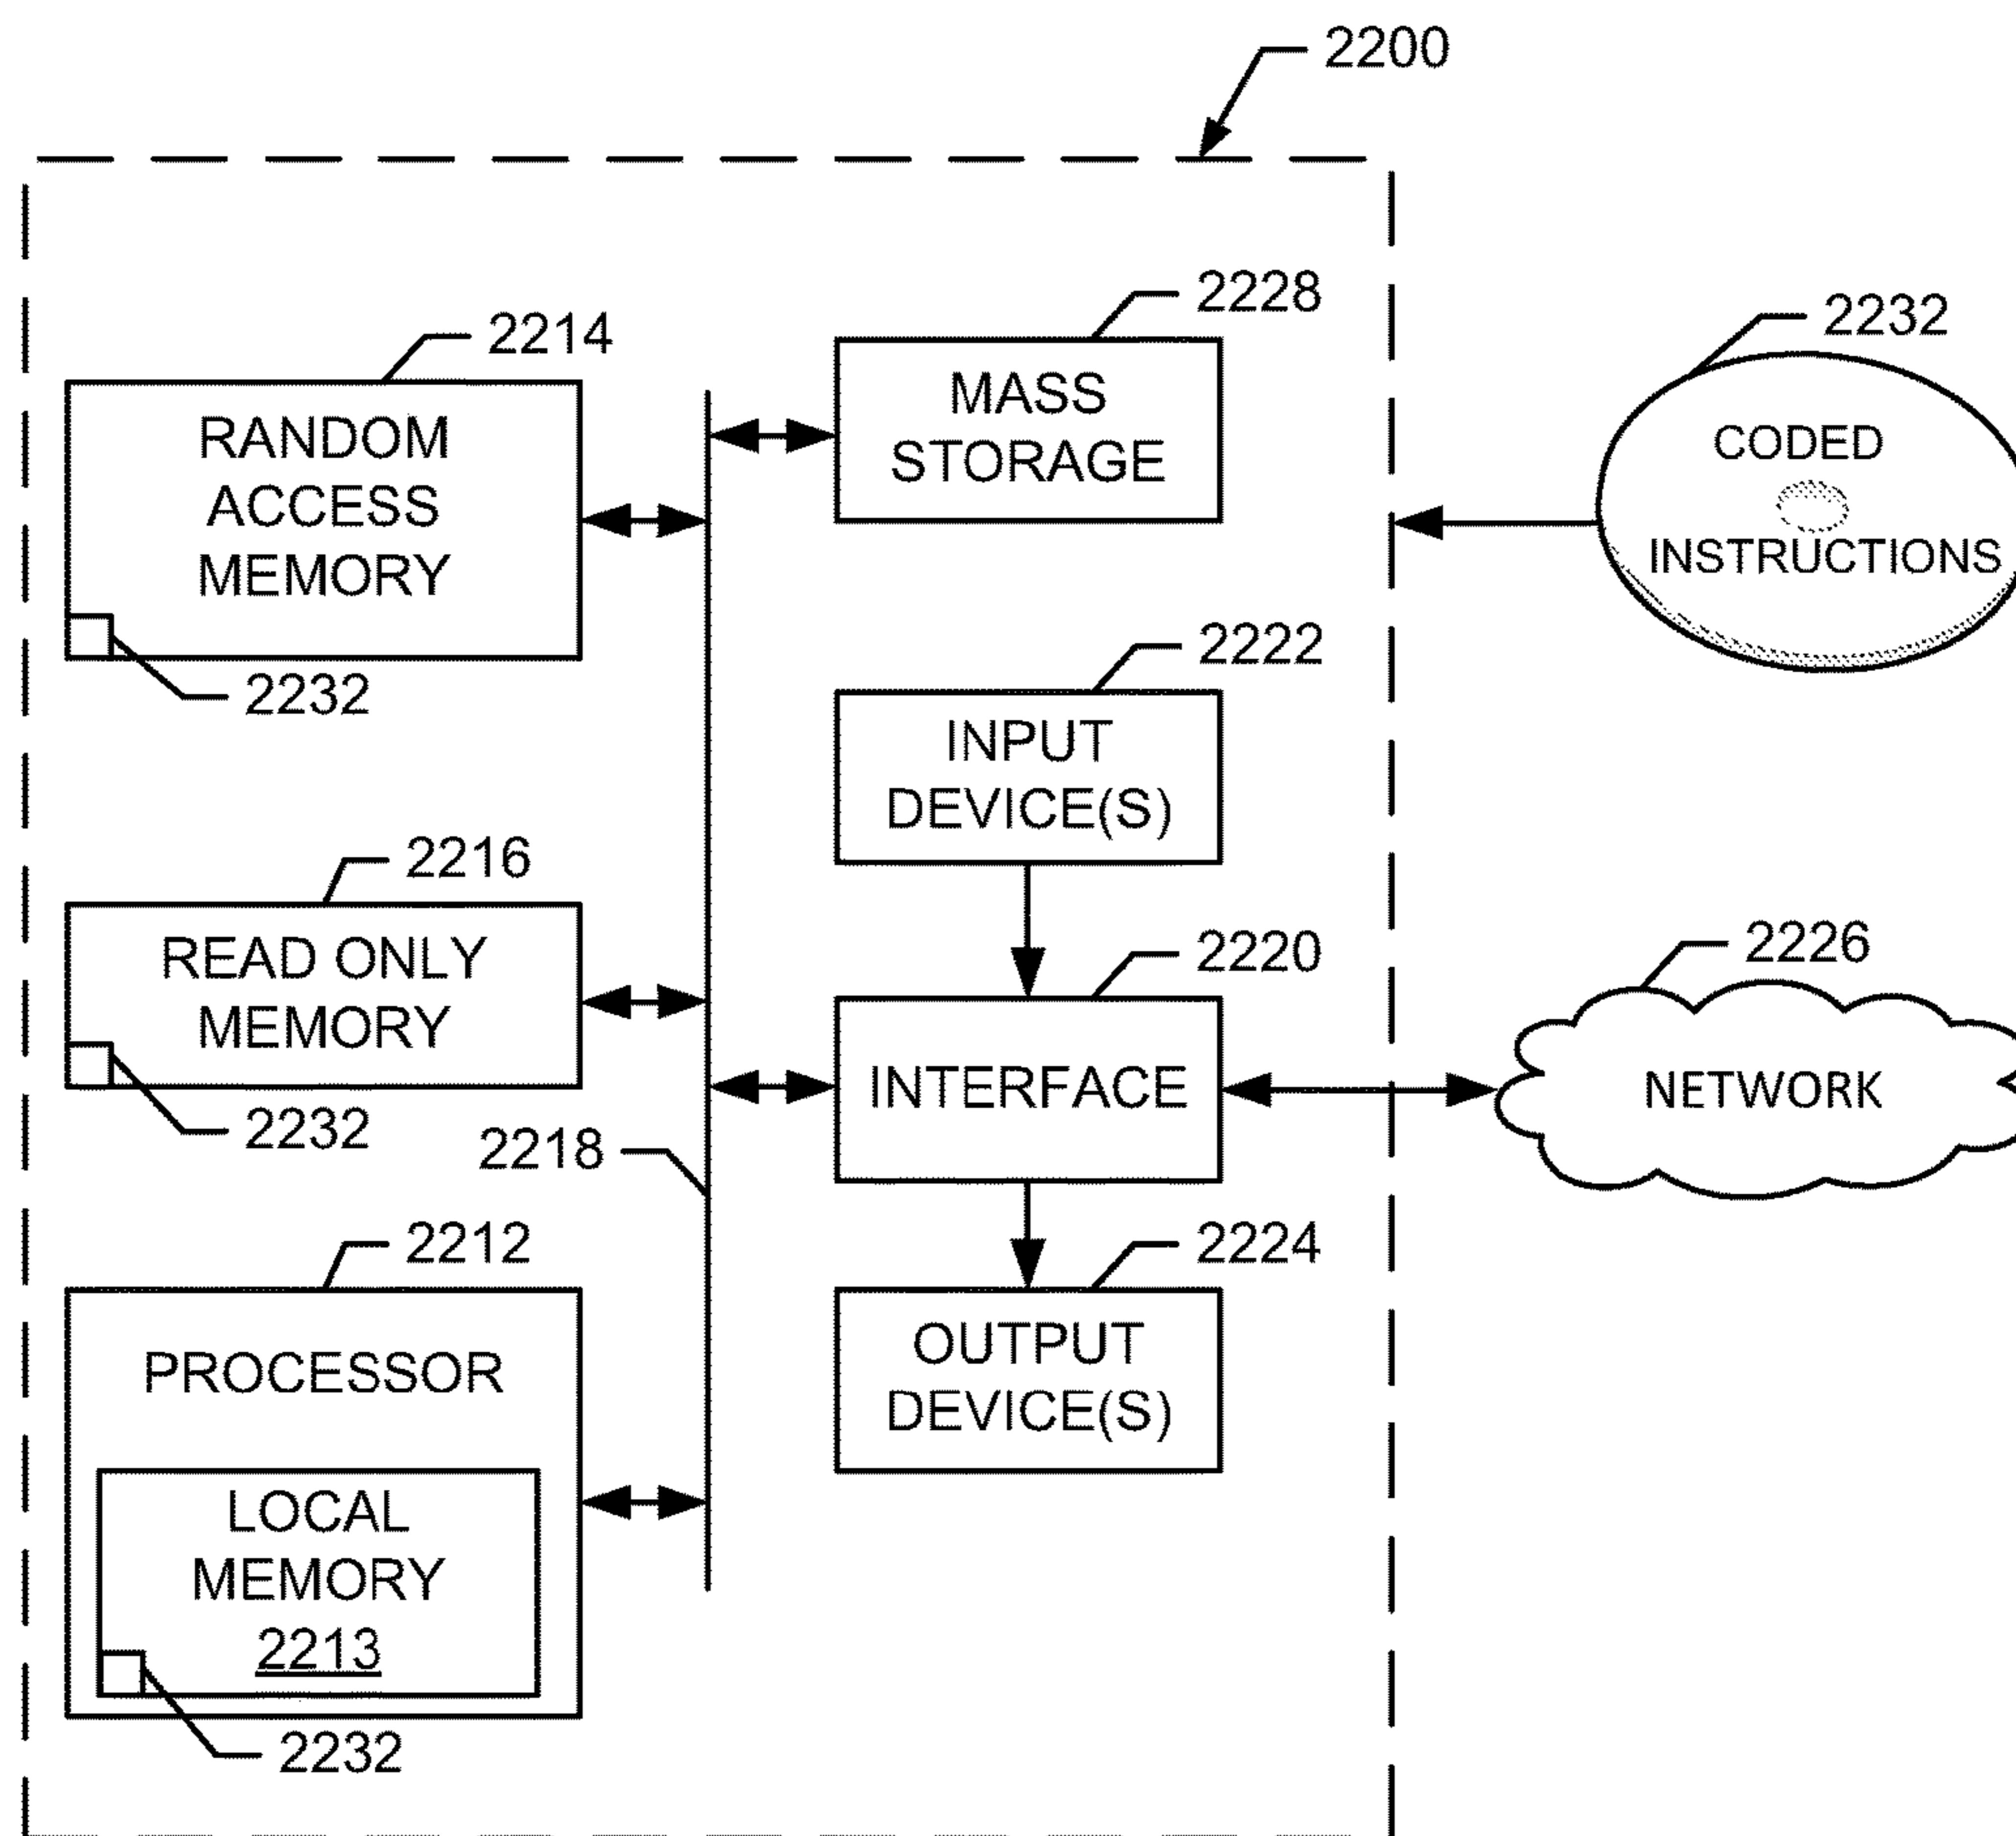 2200
2228
MASS
STORAGE
2214
RANDOM
ACCESS
MEMORY
2232
2232
CODED
INSTRUCTIONS
2222
INPUT
DEVICE(S)
2216
READ ONLY
MEMORY
2232
2220
INTERFACE
2226
NETWORK
2218
2212
PROCESSOR
LOCAL
MEMORY
2213
2232
2224
OUTPUT
DEVICE(S)